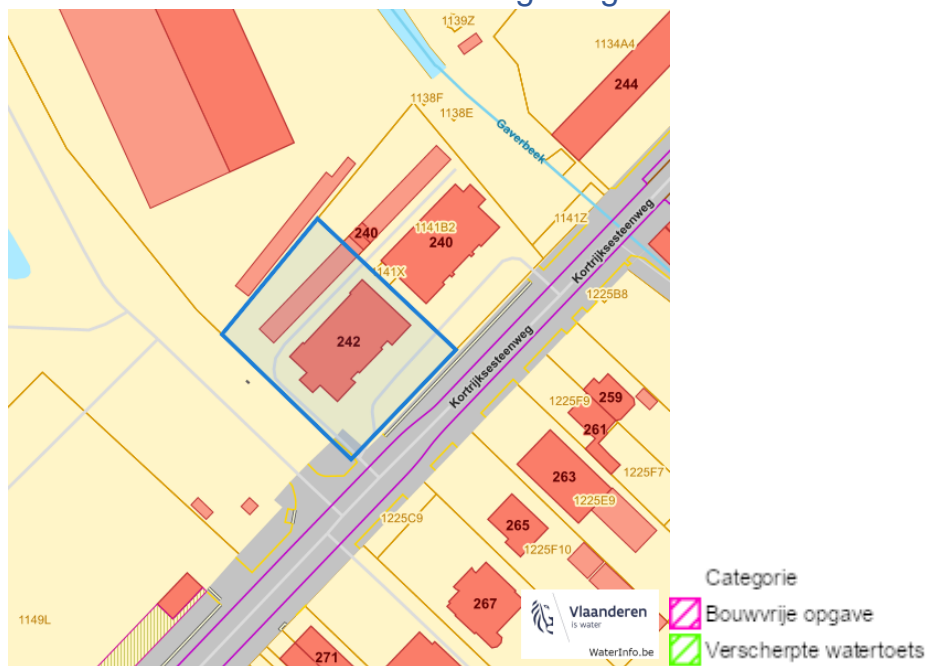 1139Z
1134A4
244
1138F
1138E
Gaverbeek
1141Z
240
1141B2
240
1141X
Kortrijksesteenweg
1225B8
242
Kortrijksesteenweg
1225F9
259
261
263
1225F7
1225E9
1225C9
265
1225F10
267
1149L
271
Vlaanderen
is water
WaterInfo.be
Categorie
Bouwvrije opgave
Verscherpte watertoets